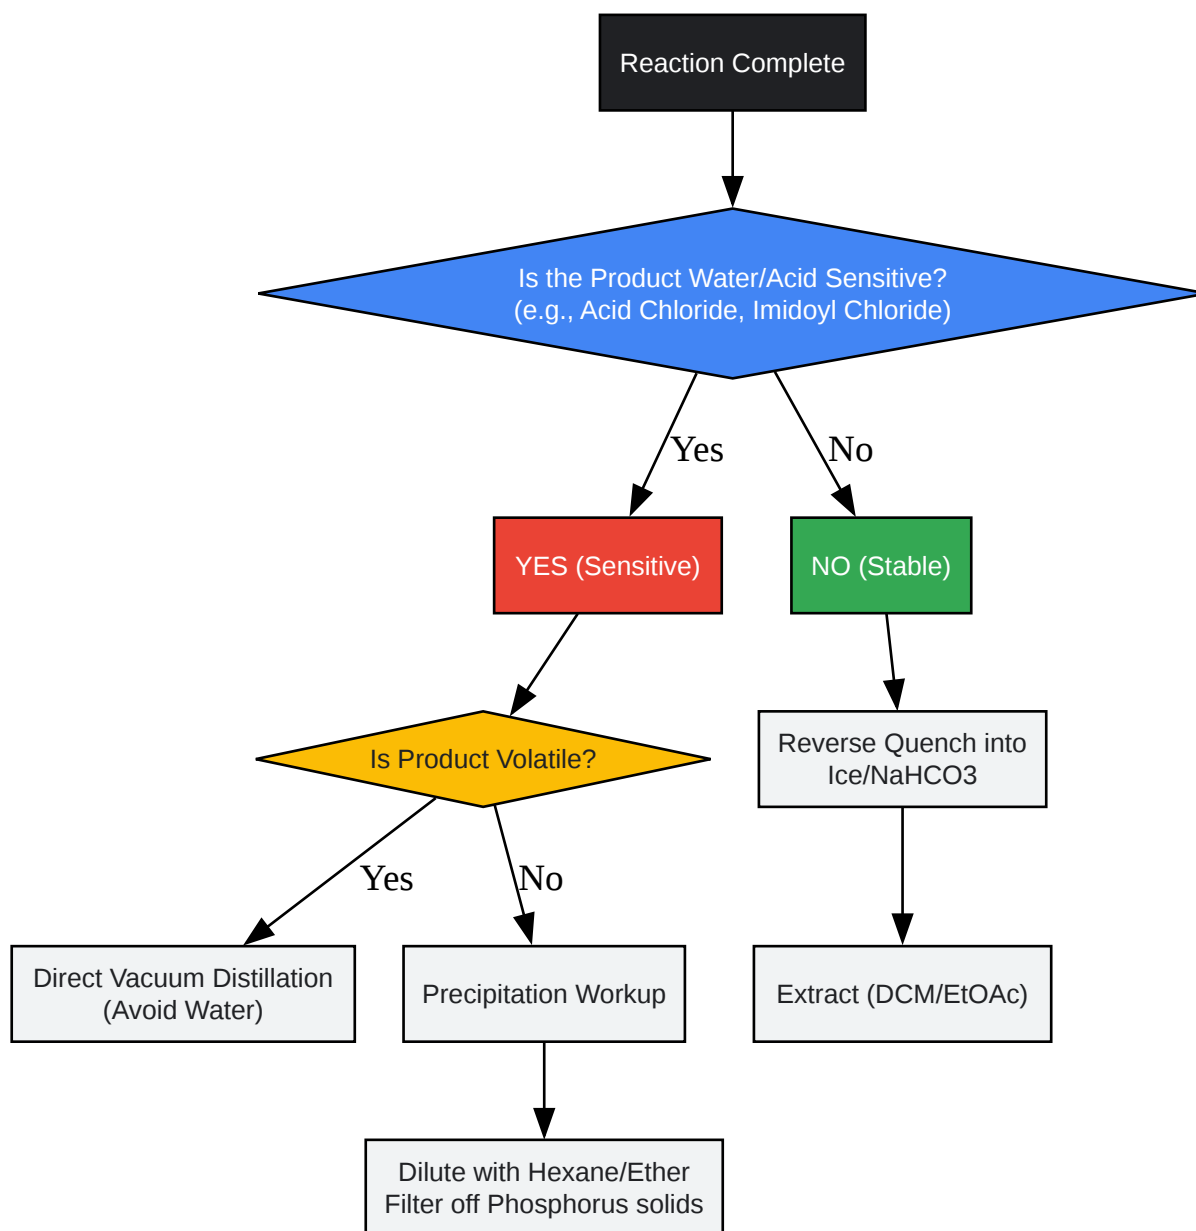 Reaction Complete
Is the Product Water/Acid Sensitive?
(e.g., Acid Chloride, Imidoyl Chloride)
Yes
No
YES (Sensitive)
NO (Stable)
Is Product Volatile?
Reverse Quench into
Ice/NaHCO3
Yes
No
Direct Vacuum Distillation
(Avoid Water)
Precipitation Workup
Extract (DCM/EtOAc)
Dilute with Hexane/Ether
Filter off Phosphorus solids